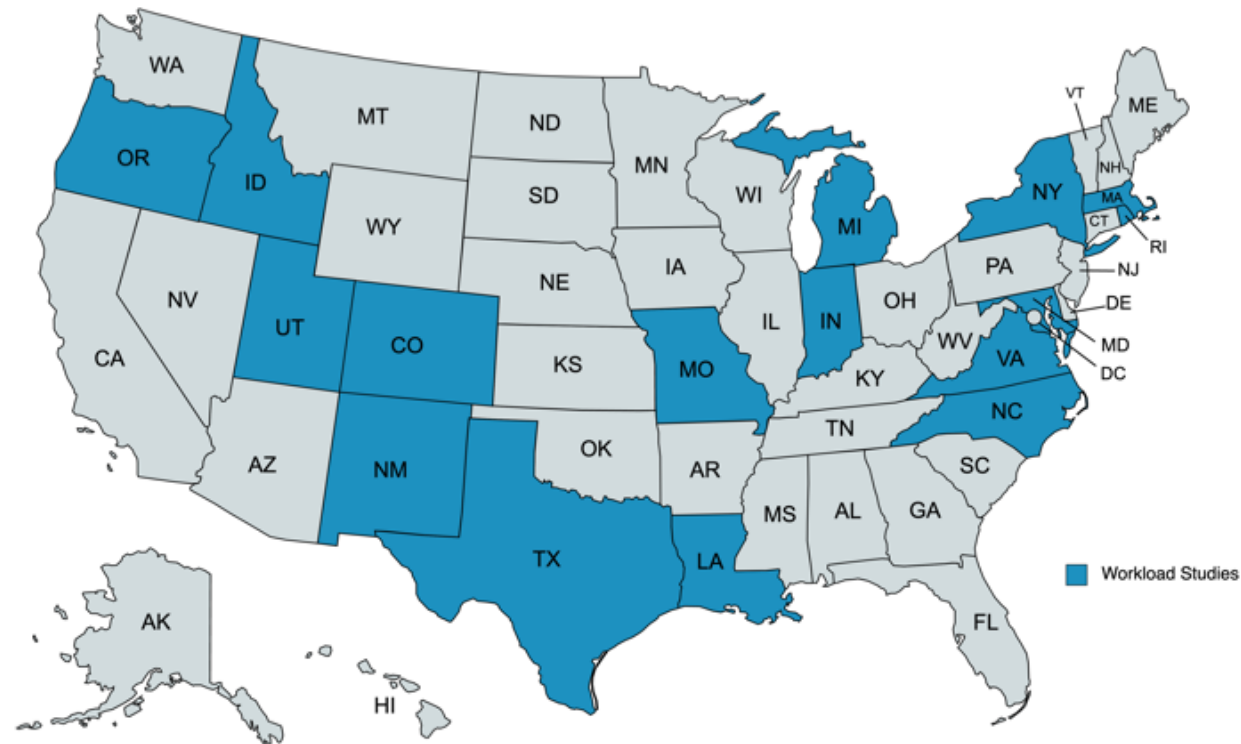 WA
MT
ND
MN
VT
ME
OR
ID
SD
WI
NH
WY
MI
NY
MA
CT
RI
NV
UT
CO
NE
IA
PA
NJ
CA
KS
MO
IL
IN
OH
WV
DE
MD
DC
VA
KY
NC
TN
AZ
NM
OK
AR
SC
MS
AL
GA
TX
LA
Workload Studies
AK
HI
FL